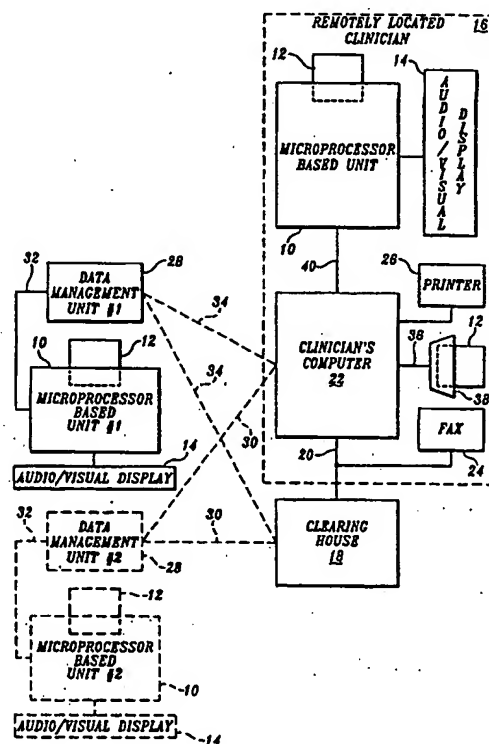 REMOTELY LOCATED
CLINICIAN
16
12
14
MICROPROCESSOR
BASED UNIT
AUDIO/VISUAL
DISPLAY
10
40
26
PRINTER
32
28
DATA
MANAGEMENT
UNIT #1
34
10
12
MICROPROCESSOR
BASED
UNIT #1
34
CLINICIAN'S
COMPUTER
22
36
12
38
14
30
20
FAX
24
AUDIO/VISUAL DISPLAY
32
DATA
MANAGEMENT
UNIT #2
30
28
CLEARING
HOUSE
18
12
MICROPROCESSOR
BASED
UNIT #2
10
AUDIO/VISUAL DISPLAY
14